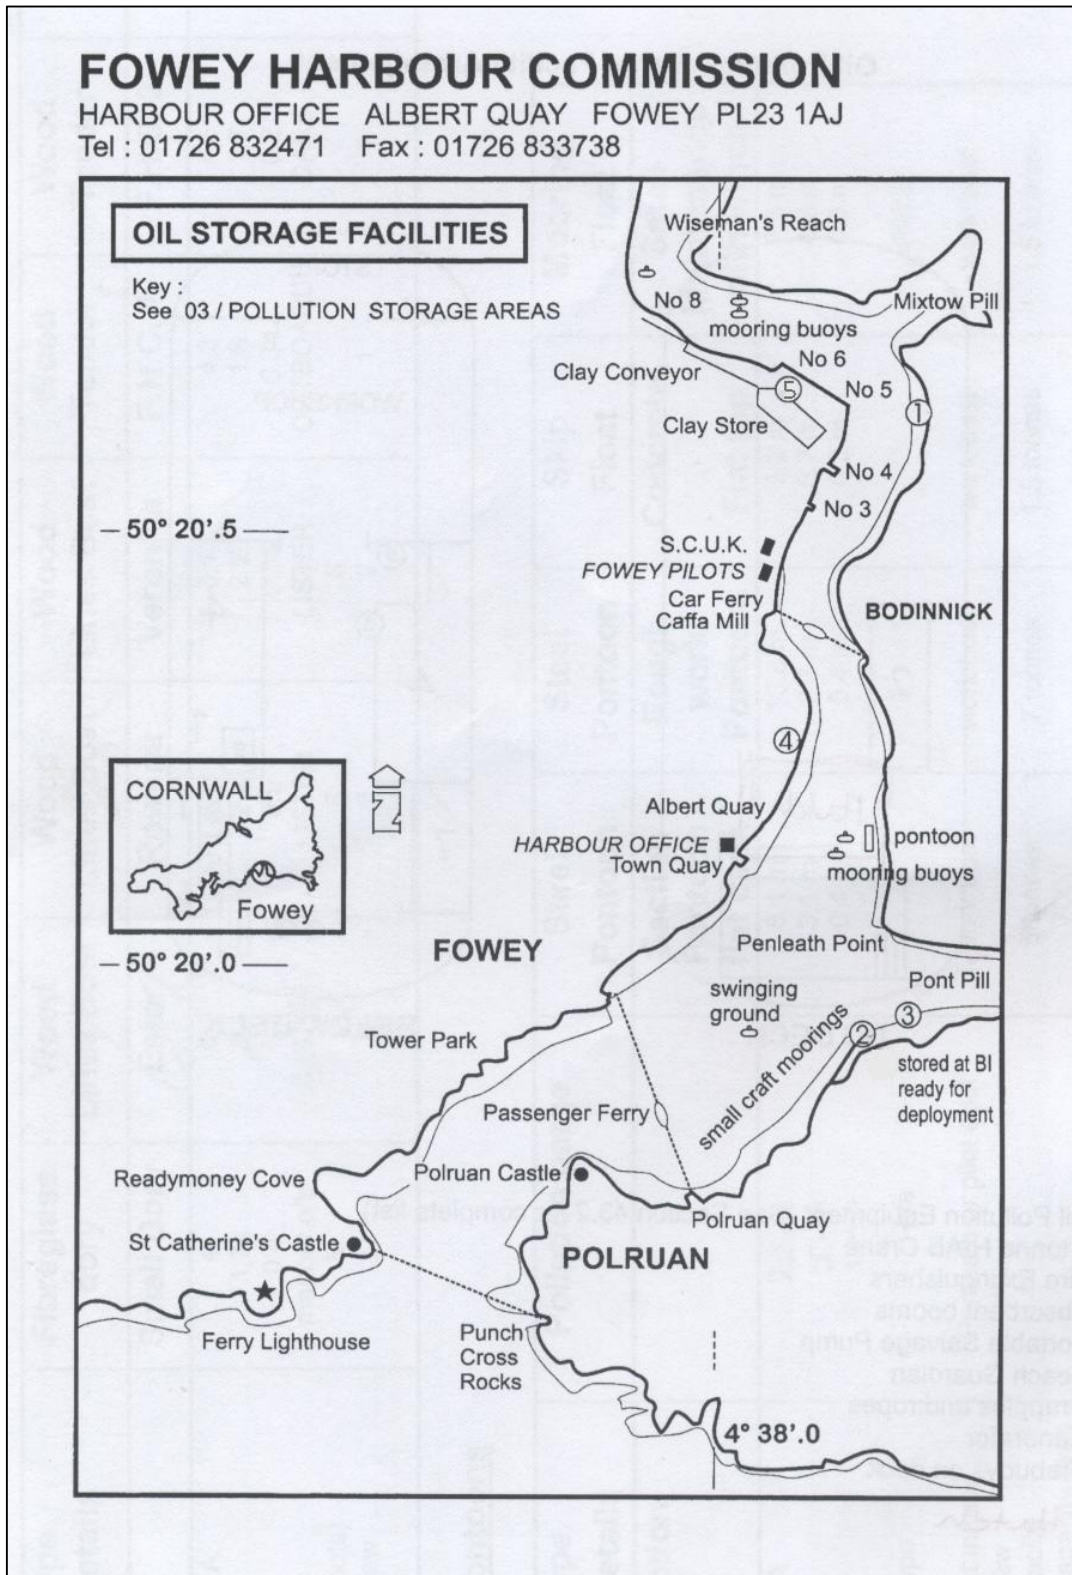 FOWEY HARBOUR COMMISSION
HARBOUR OFFICE ALBERT QUAY FOWEY PL23 1AJ
Tel : 01726 832471 Fax : 01726 833738
OIL STORAGE FACILITIES
Key :
See 03 / POLLUTION STORAGE AREAS
Wiseman's Reach
No 8
Mixtow Pill
mooring buoys
No 6
Clay Conveyor
5
No 5
1
Clay Store
No 4
No 3
50° 20'.5
S.C.U.K.
FOWEY PILOTS
Car Ferry
Caffa Mill
BODINNICK
4
CORNWALL
Fowey
N
Albert Quay
HARBOUR OFFICE
Town Quay
pontoon
mooring buoys
FOWEY
Penleath Point
50° 20'.0
Pont Pill
swinging
ground
3
2
small craft moorings
Tower Park
stored at BI
ready for
deployment
Passenger Ferry
Readymoney Cove
Polruan Castle
Polruan Quay
St Catherine's Castle
POLRUAN
Ferry Lighthouse
Punch
Cross
Rocks
4° 38'.0